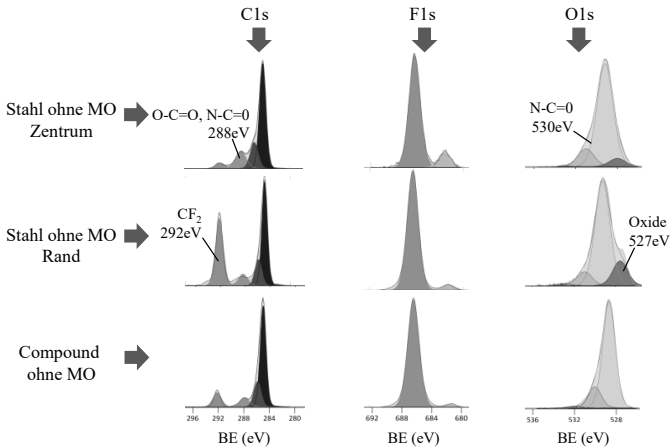 C1s
F1s
O1s
Stahl ohne MO
Zentrum
O-C=O, N-C=0
288eV
N-C=0
530eV
Stahl ohne MO
Rand
CF2
292eV
Oxide
527eV
Compound
ohne MO
296 292 288 284 280
692 688 684 680
536 532 528
BE (eV)
BE (eV)
BE (eV)